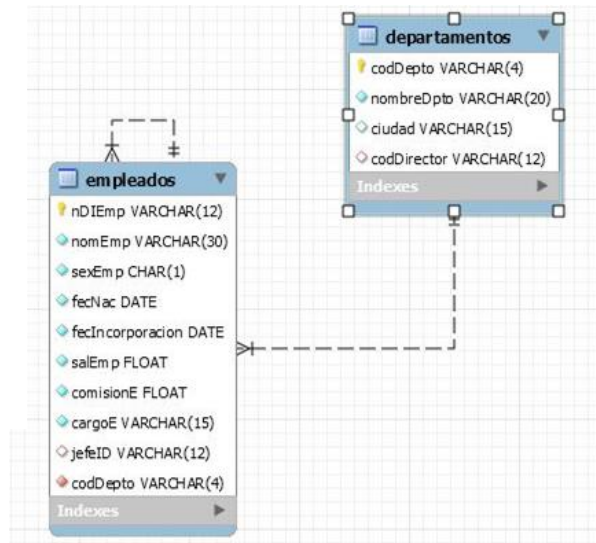 departamentos
codDepto VARCHAR(4)
nombreDpto VARCHAR(20)
ciudad VARCHAR(15)
codDirector VARCHAR(12)
Indexes
empleados
nDIEmp VARCHAR(12)
nomEmp VARCHAR(30)
sexEmp CHAR(1)
fecNac DATE
fecIncorporacion DATE
salEmp FLOAT
comisionE FLOAT
cargoE VARCHAR(15)
jefeID VARCHAR(12)
codDepto VARCHAR(4)
Indexes